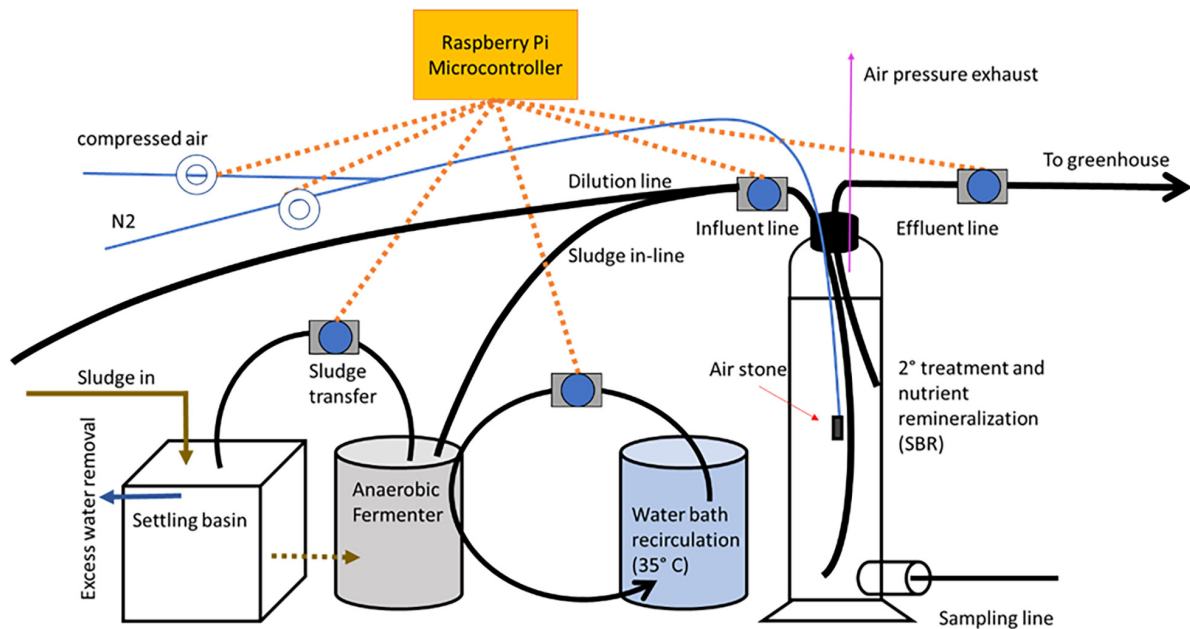 Raspberry Pi
Microcontroller
Air pressure exhaust
compressed air
N2
Dilution line
Influent line
Effluent line
To greenhouse
Sludge in-line
Sludge in
Sludge
transfer
Air stone
2° treatment and
nutrient
remineralization
(SBR)
Excess water removal
Settling basin
Anaerobic
Fermenter
Water bath
recirculation
(35° C)
Sampling line